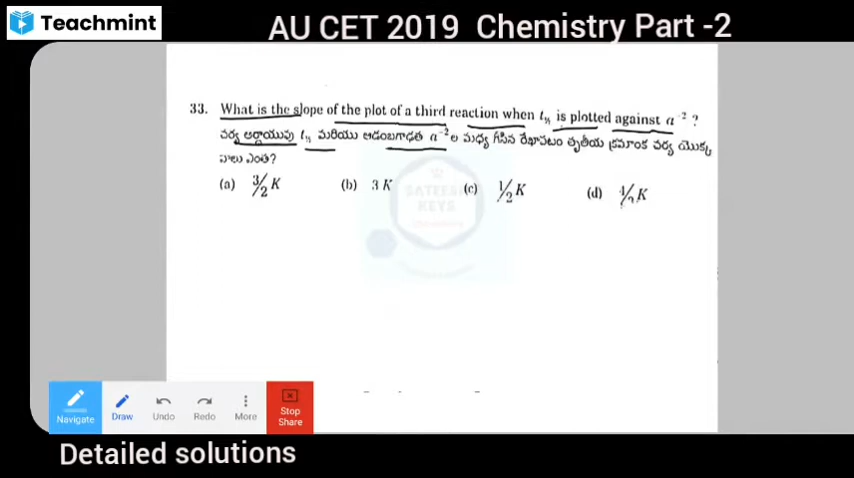 Teachmint
AU CET 2019 Chemistry Part -2
33. What is the slope of the plot of a third reaction when t½ is plotted against a⁻² ?
చర్య అర్ధాయువు t½ మరియు ఆడంబగాఢత a⁻² ల మధ్య గీసిన రేఖాపటం తృతీయ క్రమాంక చర్య యొక్క
వాలు ఎంత?
(a) 3/2 K (b) 3 K (c) 1/2 K (d)
SATEESH
KEYS
Navigate Draw Undo Redo More Stop
Share
Detailed solutions